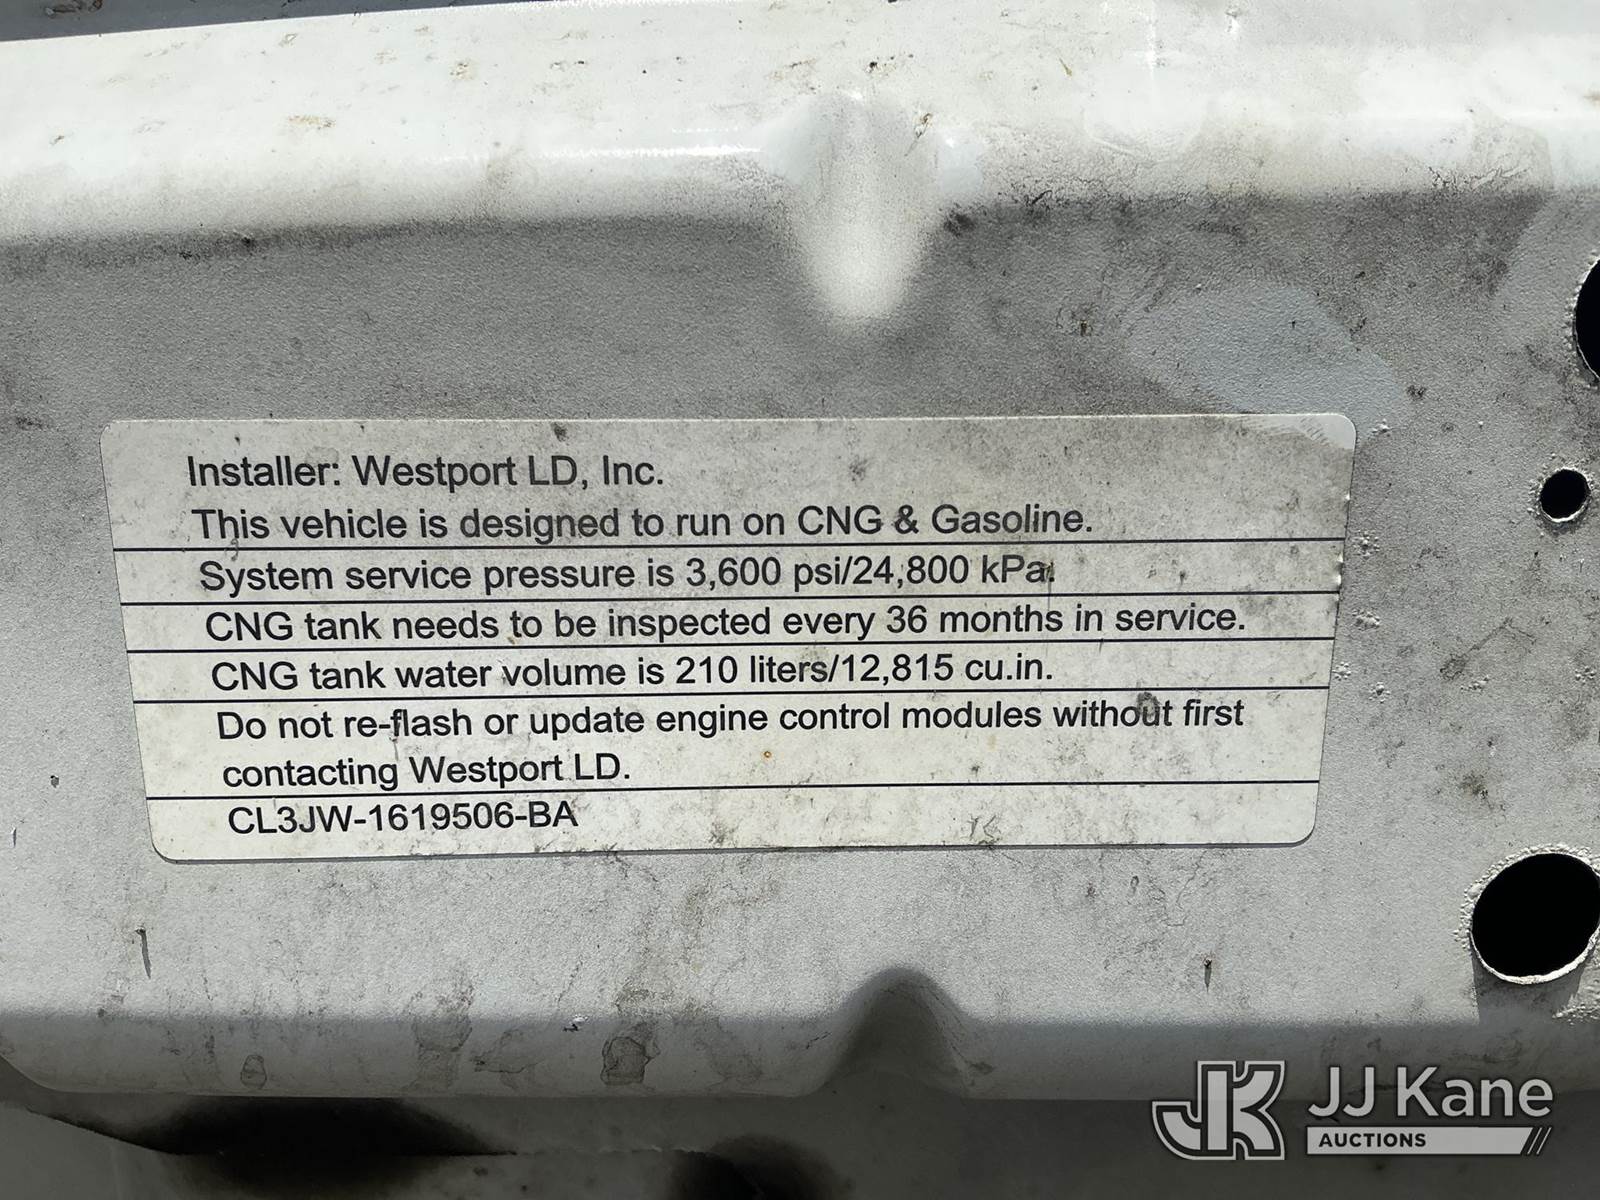 Installer: Westport LD, Inc.
This vehicle is designed to run on CNG & Gasoline.
System service pressure is 3,600 psi/24,800 kPa.
CNG tank needs to be inspected every 36 months in service.
CNG tank water volume is 210 liters/12,815 cu.in.
Do not re-flash or update engine control modules without first
contacting Westport LD.
CL3JW-1619506-BA
JK JJ Kane
AUCTIONS